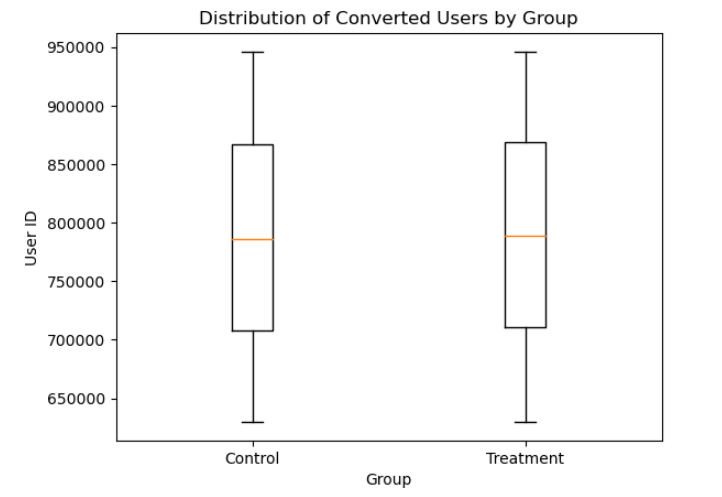 Distribution of Converted Users by Group
950000
900000
850000
800000
750000
700000
650000
User ID
Control
Treatment
Group